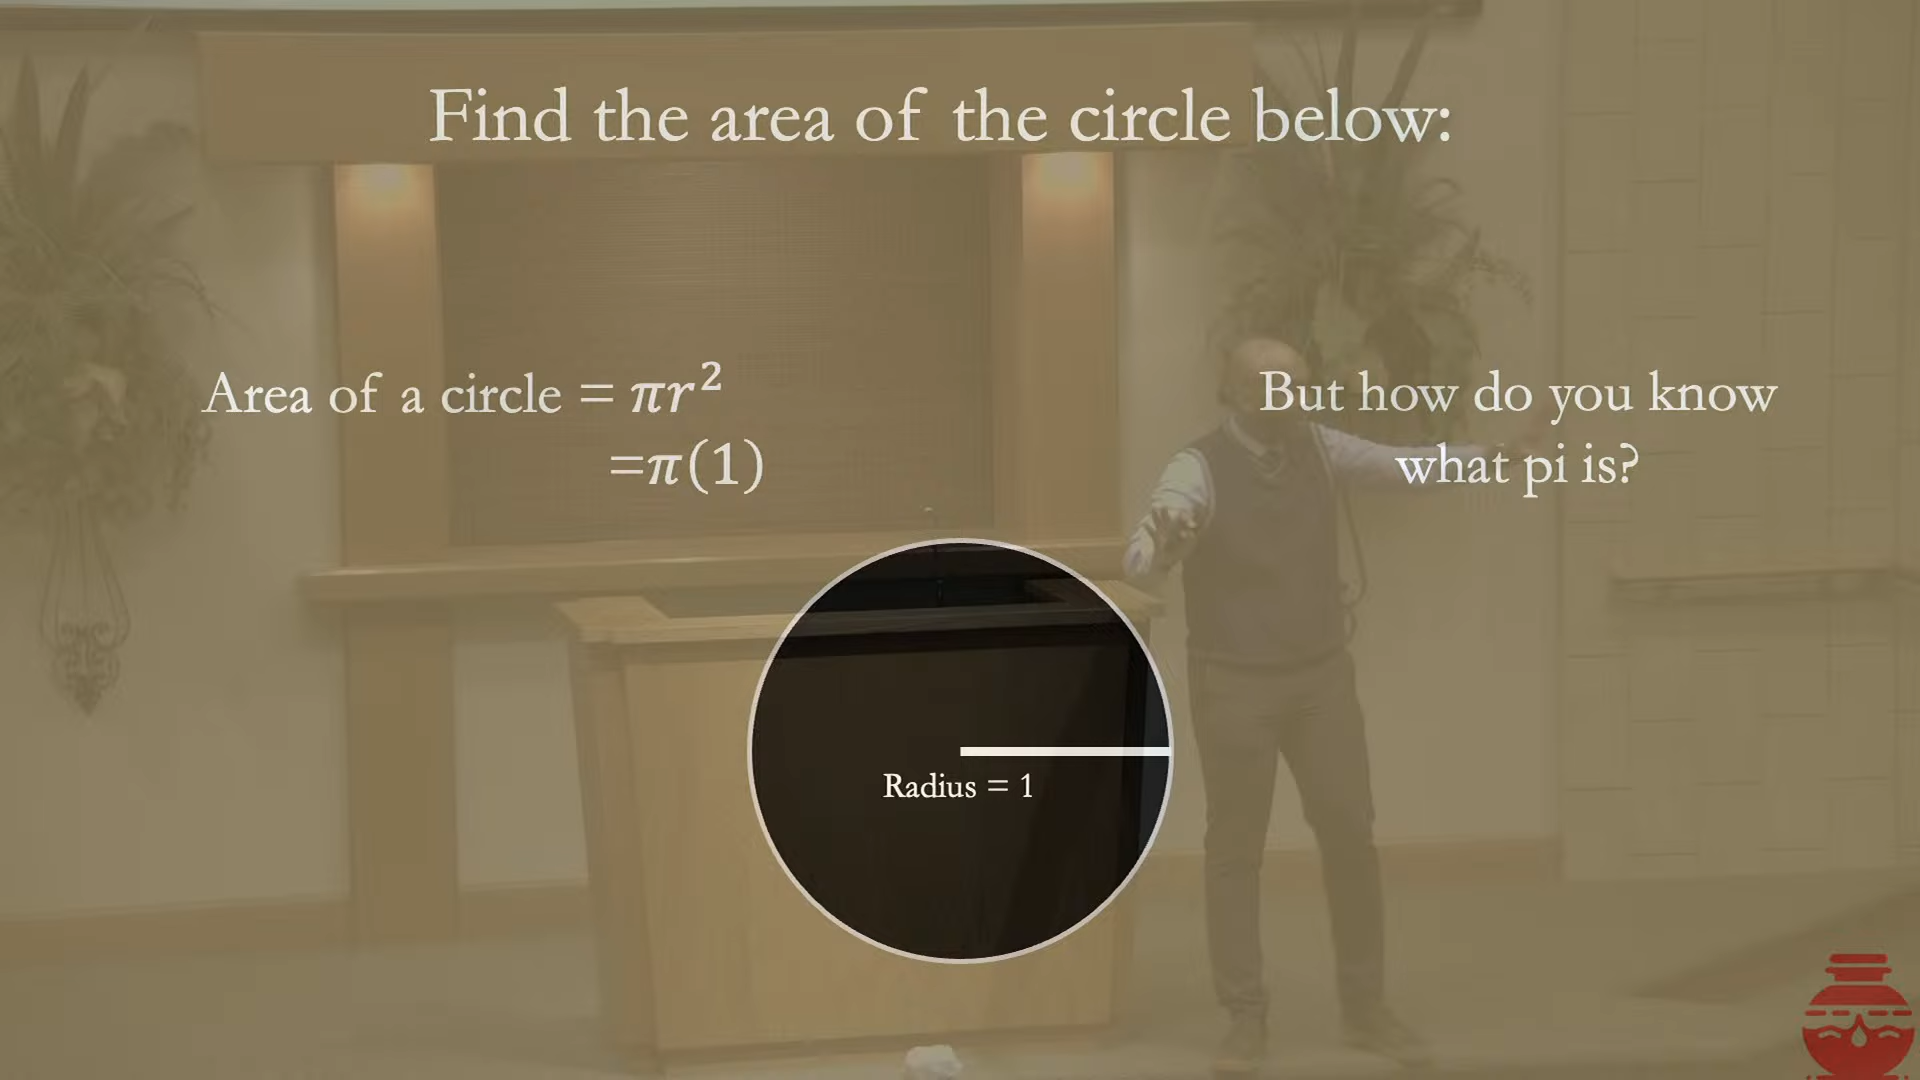 Find the area of the circle below:
Area of a circle = πr²
=π(1)
But how do you know
what pi is?
Radius = 1